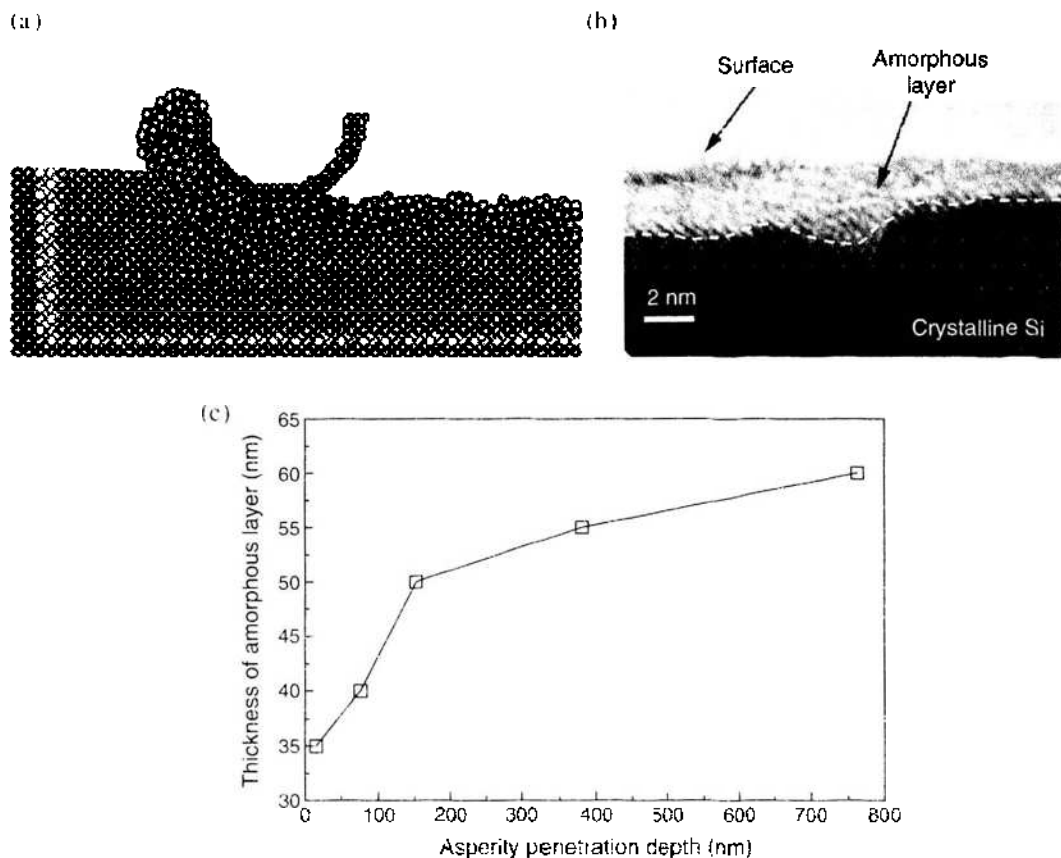 (a)
(b)
Surface
Amorphous
layer
2 nm
Crystalline Si
(c)
Thickness of amorphous layer (nm)
65
60
55
50
45
40
35
30
0 100 200 300 400 500 600 700 800
Asperity penetration depth (nm)